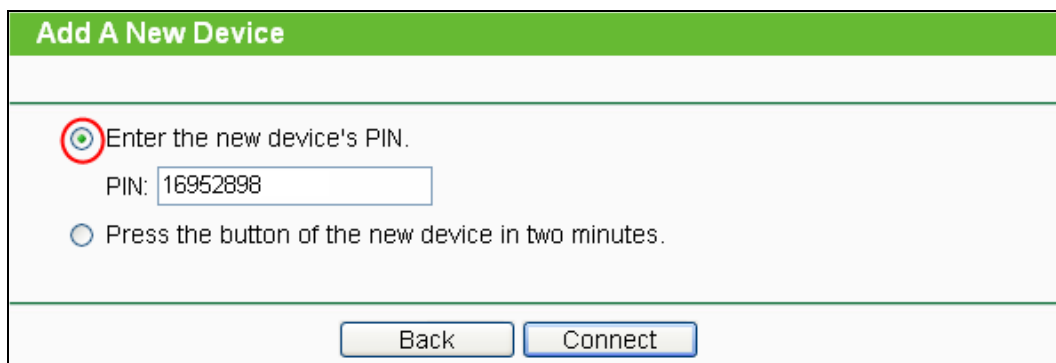 Add A New Device
Enter the new device's PIN.
PIN: 16952898
Press the button of the new device in two minutes.
Back Connect